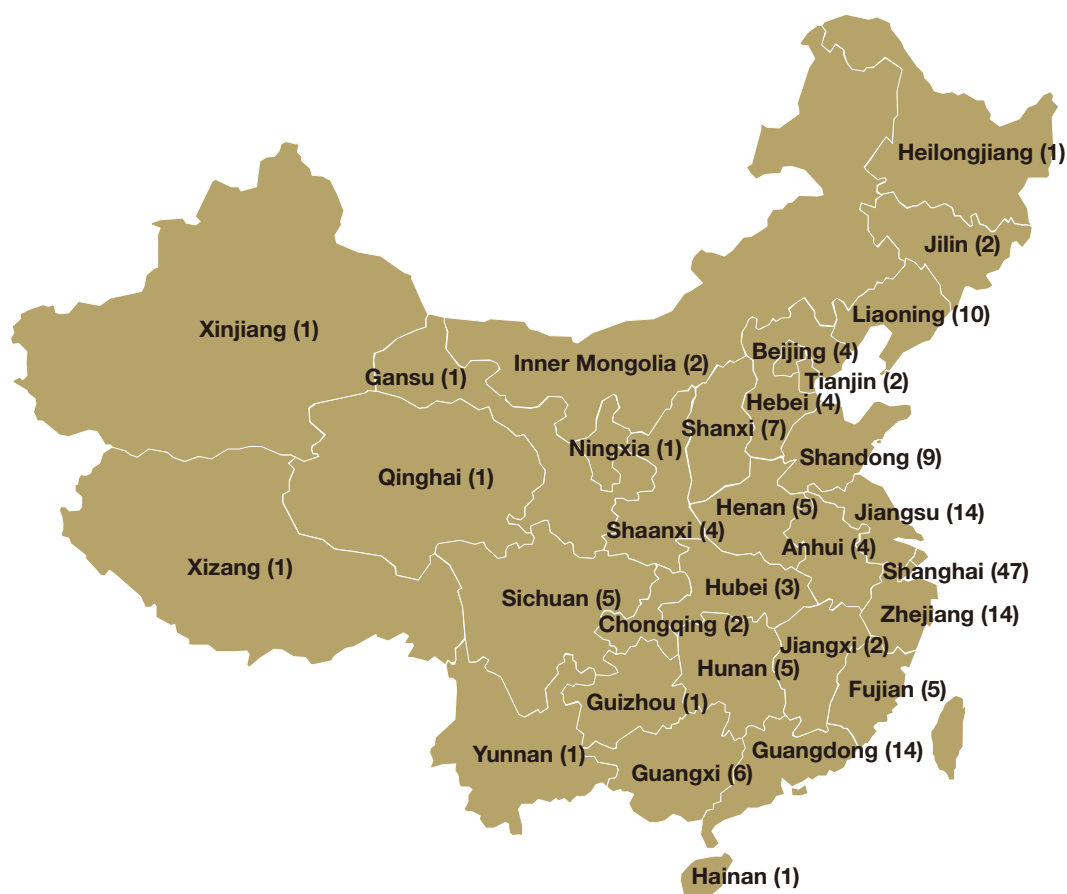 Heilongjiang (1)
Jilin (2)
Liaoning (10)
Xinjiang (1)
Beijing (4)
Inner Mongolia (2)
Gansu (1)
Tianjin (2)
Hebei (4)
Shanxi (7)
Ningxia (1)
Shandong (9)
Qinghai (1)
Henan (5)
Jiangsu (14)
Shaanxi (4)
Anhui (4)
Xizang (1)
Shanghai (47)
Hubei (3)
Sichuan (5)
Zhejiang (14)
Chongqing (2)
Jiangxi (2)
Hunan (5)
Fujian (5)
Guizhou (1)
Guangdong (14)
Yunnan (1)
Guangxi (6)
Hainan (1)